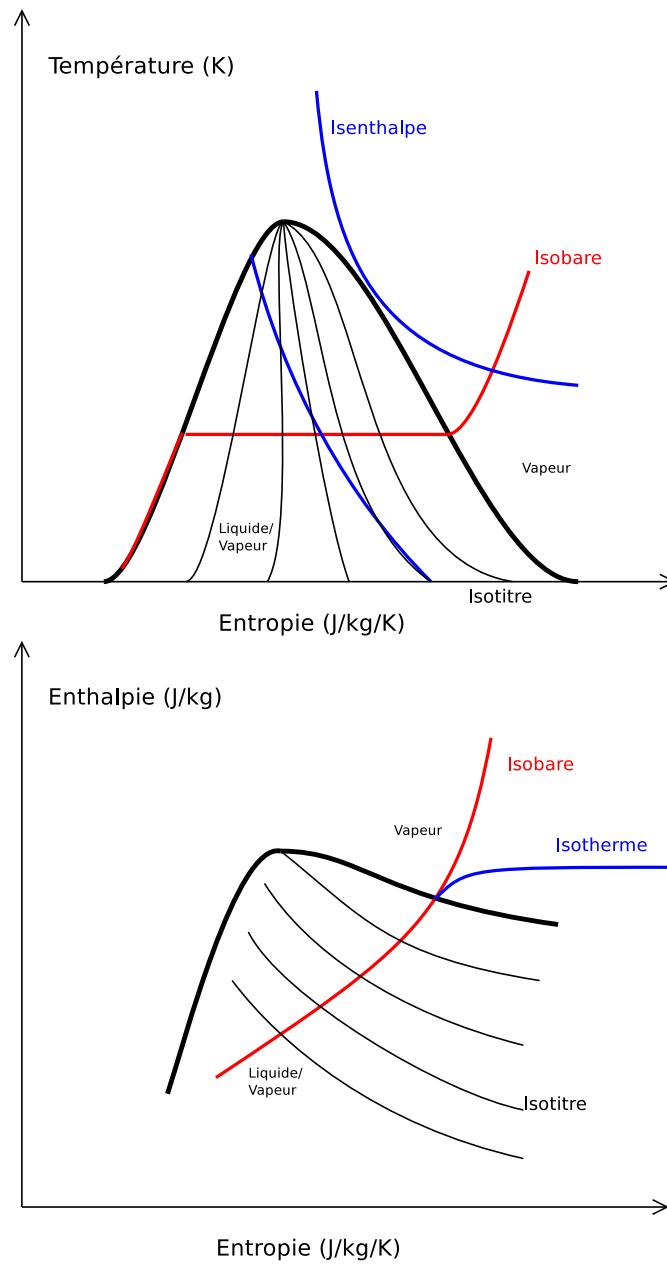 Température (K)
Isenthalpe
Isobare
Vapeur
Liquide/
Vapeur
Isotitre
Entropie (J/kg/K)
Enthalpie (J/kg)
Isobare
Vapeur
Isotherme
Liquide/
Vapeur
Isotitre
Entropie (J/kg/K)